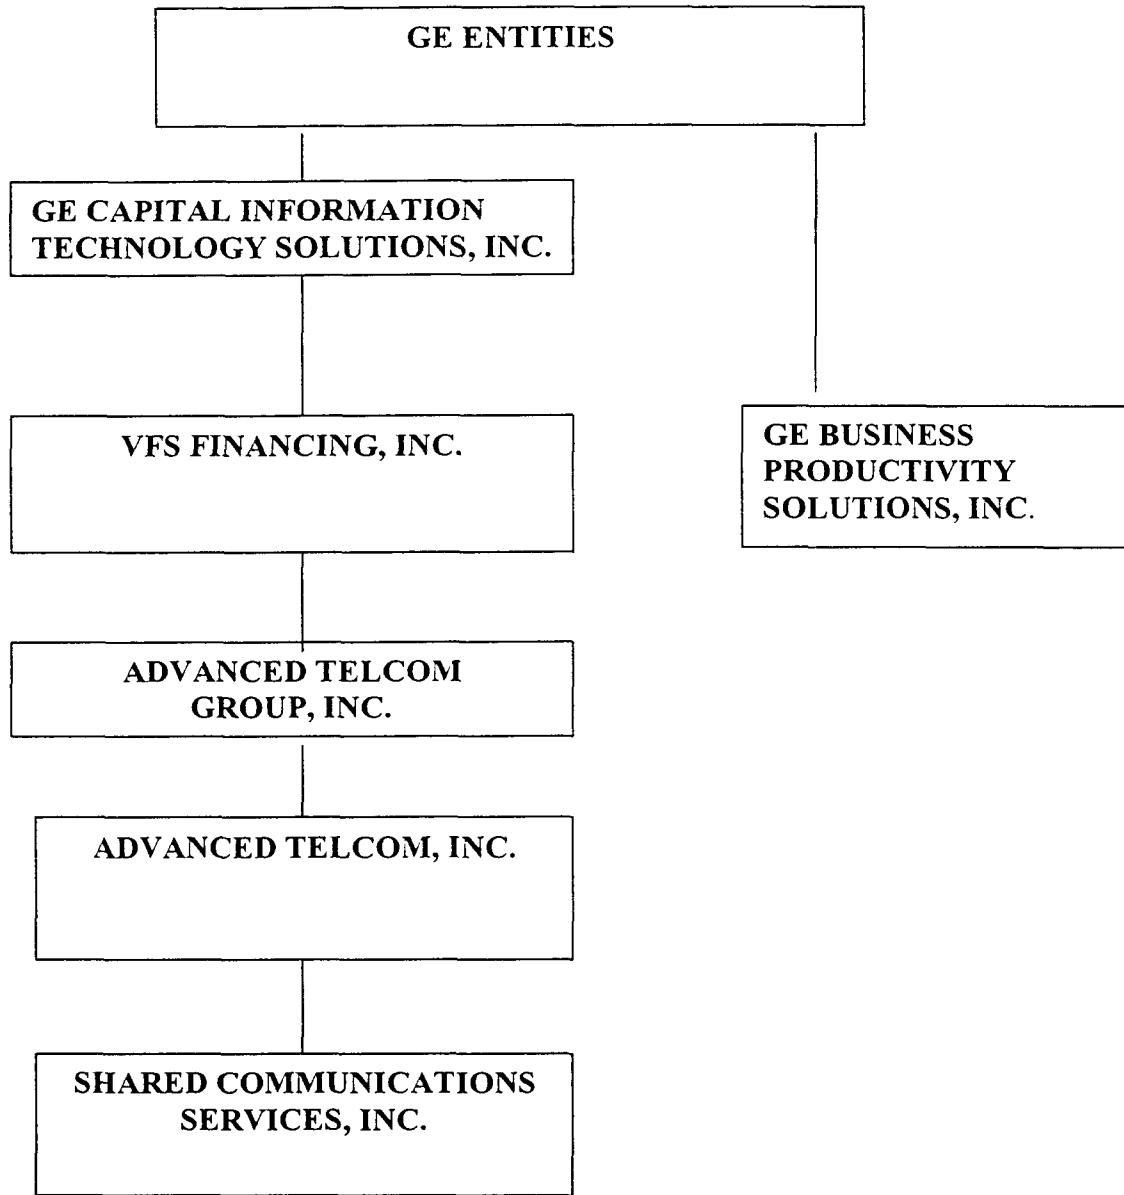 GE ENTITIES
GE CAPITAL INFORMATION
TECHNOLOGY SOLUTIONS, INC.
VFS FINANCING, INC.
GE BUSINESS
PRODUCTIVITY
SOLUTIONS, INC.
ADVANCED TELCOM
GROUP, INC.
ADVANCED TELCOM, INC.
SHARED COMMUNICATIONS
SERVICES, INC.